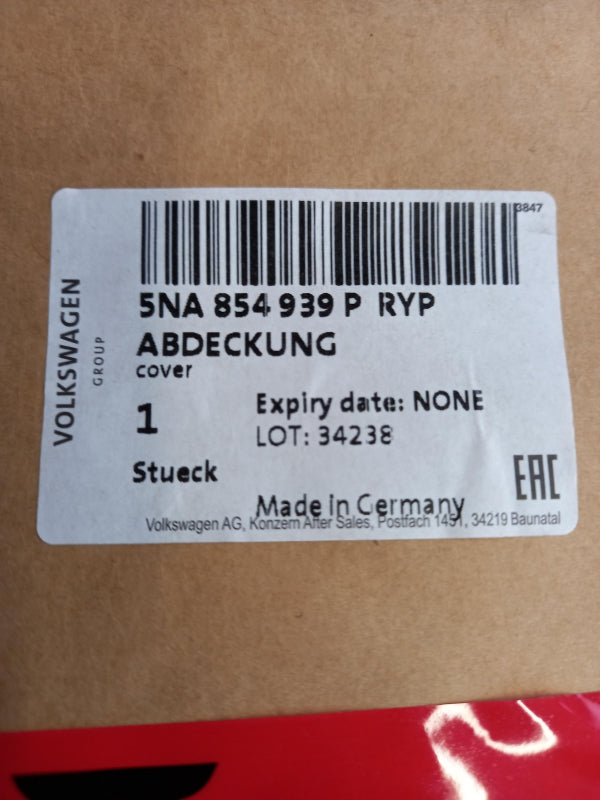 3847
5NA 854 939 P RYP
ABDECKUNG
cover
1
Stueck
Expiry date: NONE
LOT: 34238
Made in Germany
Volkswagen AG, Konzern After Sales, Postfach 1451, 34219 Baunatal
EAC
VOLKSWAGEN
GROUP